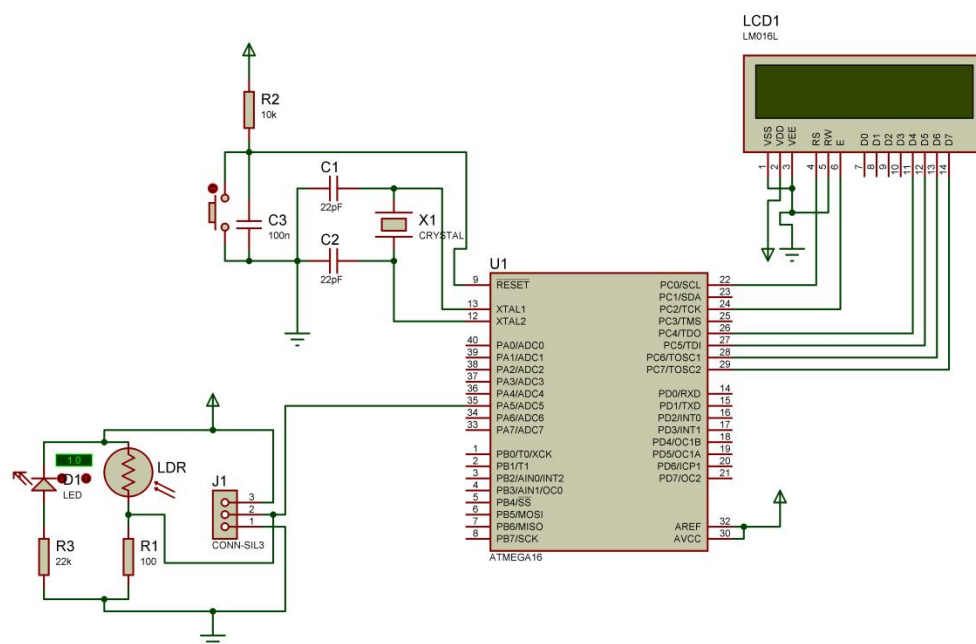 LCD1
LM016L
VSS
VDD
VEE
RS
RW
E
D0
D1
D2
D3
D4
D5
D6
D7
1
2
3
4
5
6
7
8
9
10
11
12
13
14
R2
10k
C1
22pF
C3
100n
X1
CRYSTAL
C2
22pF
U1
9 RESET PC0/SCL 22
PC1/SDA 23
13 XTAL1 PC2/TCK 24
12 XTAL2 PC3/TMS 25
PC4/TDO 26
40 PA0/ADC0 PC5/TDI 27
39 PA1/ADC1 PC6/TOSC1 28
38 PA2/ADC2 PC7/TOSC2 29
37 PA3/ADC3
36 PA4/ADC4 PD0/RXD 14
35 PA5/ADC5 PD1/TXD 15
34 PA6/ADC6 PD2/INT0 16
33 PA7/ADC7 PD3/INT1 17
PD4/OC1B 18
1 PB0/T0/XCK PD5/OC1A 19
2 PB1/T1 PD6/ICP1 20
3 PB2/AIN0/INT2 PD7/OC2 21
4 PB3/AIN1/OC0
5 PB4/SS
6 PB5/MOSI
7 PB6/MISO AREF 32
8 PB7/SCK AVCC 30
ATMEGA16
1.0
D1
LED
LDR
J1
3
2
1
CONN-SIL3
R3
22k
R1
100